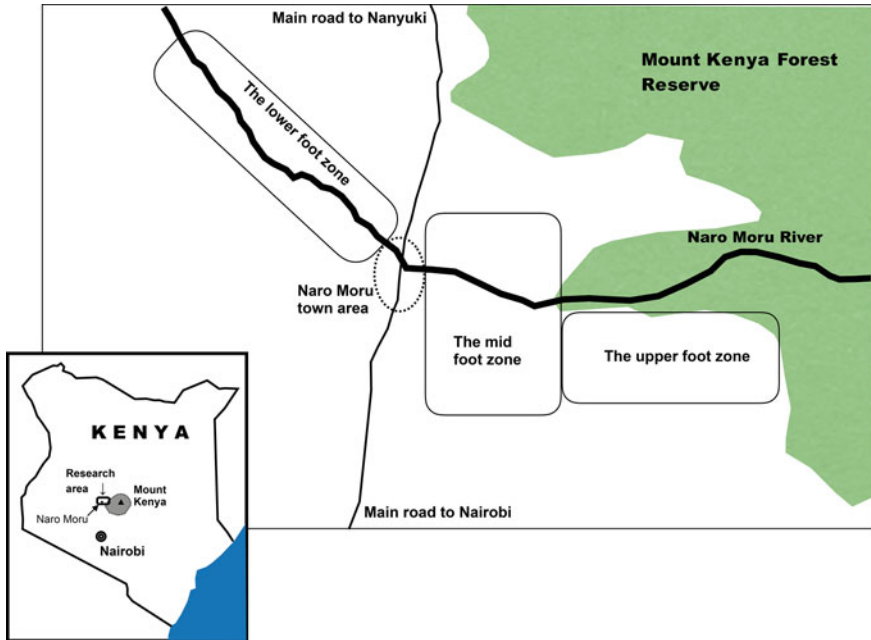 Main road to Nanyuki
Mount Kenya Forest
Reserve
The lower foot zone
Naro Moru River
Naro Moru
town area
The mid
foot zone
The upper foot zone
Main road to Nairobi
KENYA
Research
area
Mount
Kenya
Naro Moru
Nairobi